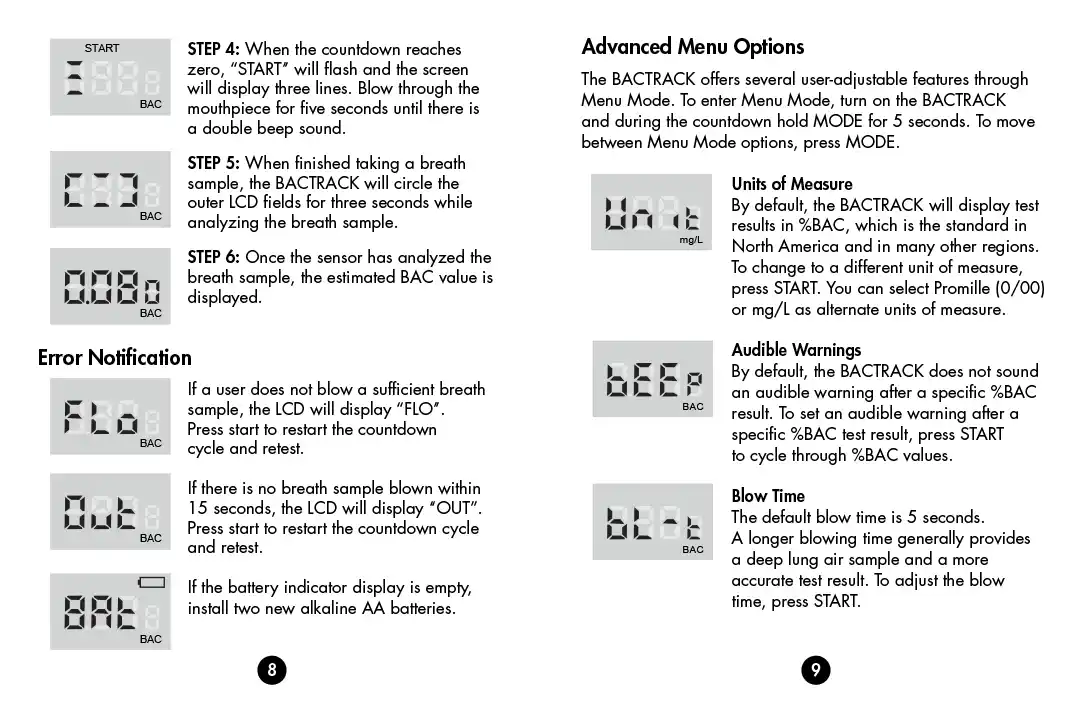 START
BAC
STEP 4: When the countdown reaches
zero, “START” will flash and the screen
will display three lines. Blow through the
mouthpiece for five seconds until there is
a double beep sound.
BAC
STEP 5: When finished taking a breath
sample, the BACTRACK will circle the
outer LCD fields for three seconds while
analyzing the breath sample.
0.080
BAC
STEP 6: Once the sensor has analyzed the
breath sample, the estimated BAC value is
displayed.
Error Notification
FLo
BAC
If a user does not blow a sufficient breath
sample, the LCD will display “FLO”.
Press start to restart the countdown
cycle and retest.
Out
BAC
If there is no breath sample blown within
15 seconds, the LCD will display “OUT”.
Press start to restart the countdown cycle
and retest.
BAt
BAC
If the battery indicator display is empty,
install two new alkaline AA batteries.
8
Advanced Menu Options
The BACTRACK offers several user-adjustable features through
Menu Mode. To enter Menu Mode, turn on the BACTRACK
and during the countdown hold MODE for 5 seconds. To move
between Menu Mode options, press MODE.
Unit
mg/L
Units of Measure
By default, the BACTRACK will display test
results in %BAC, which is the standard in
North America and in many other regions.
To change to a different unit of measure,
press START. You can select Promille (0/00)
or mg/L as alternate units of measure.
bEEP
BAC
Audible Warnings
By default, the BACTRACK does not sound
an audible warning after a specific %BAC
result. To set an audible warning after a
specific %BAC test result, press START
to cycle through %BAC values.
bL-t
BAC
Blow Time
The default blow time is 5 seconds.
A longer blowing time generally provides
a deep lung air sample and a more
accurate test result. To adjust the blow
time, press START.
9